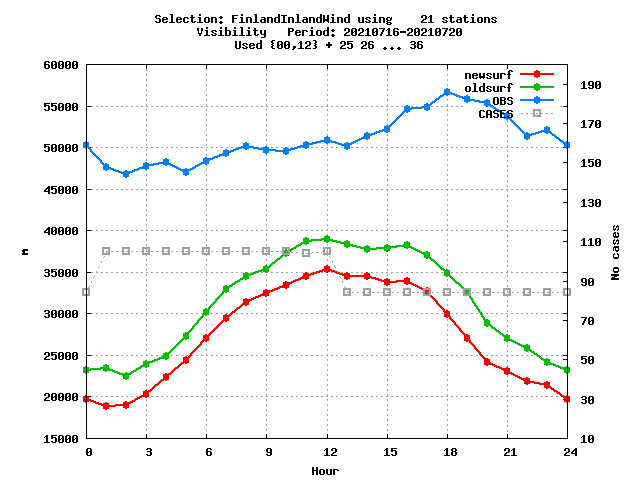 Selection: FinlandInlandWind using    21 stations
Visibility   Period: 20210716-20210720
Used {00,12} + 25 26 ... 36
60000
55000
50000
45000
40000
35000
30000
25000
20000
15000
m
newsurf
oldsurf
OBS
CASES
190
170
150
130
110
90
70
50
30
10
No cases
0 3 6 9 12 15 18 21 24
Hour